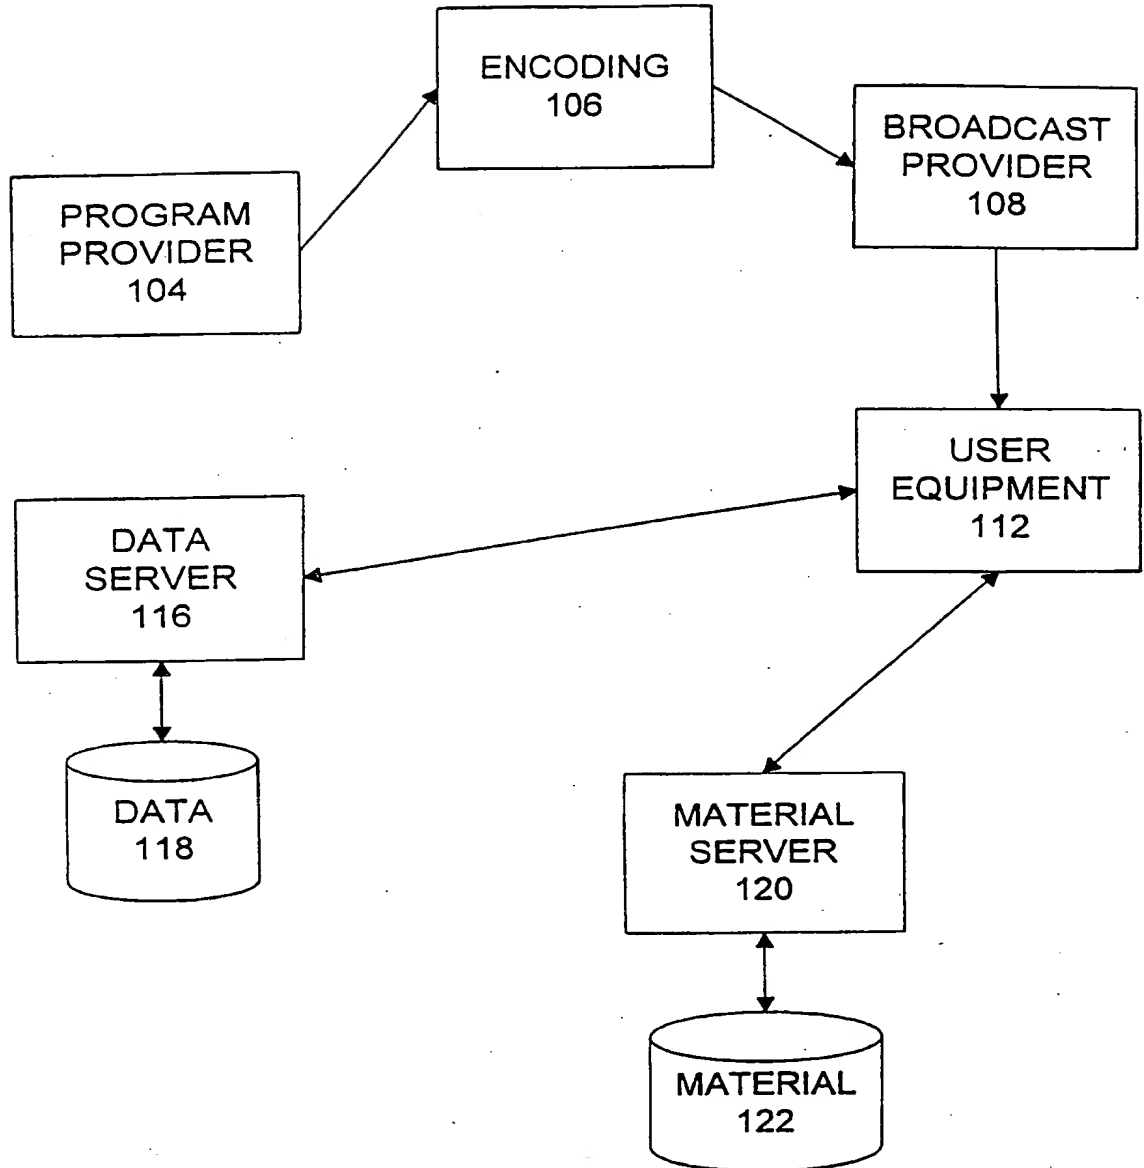 ENCODING
106
BROADCAST
PROVIDER
108
PROGRAM
PROVIDER
104
USER
EQUIPMENT
112
DATA
SERVER
116
DATA
118
MATERIAL
SERVER
120
MATERIAL
122